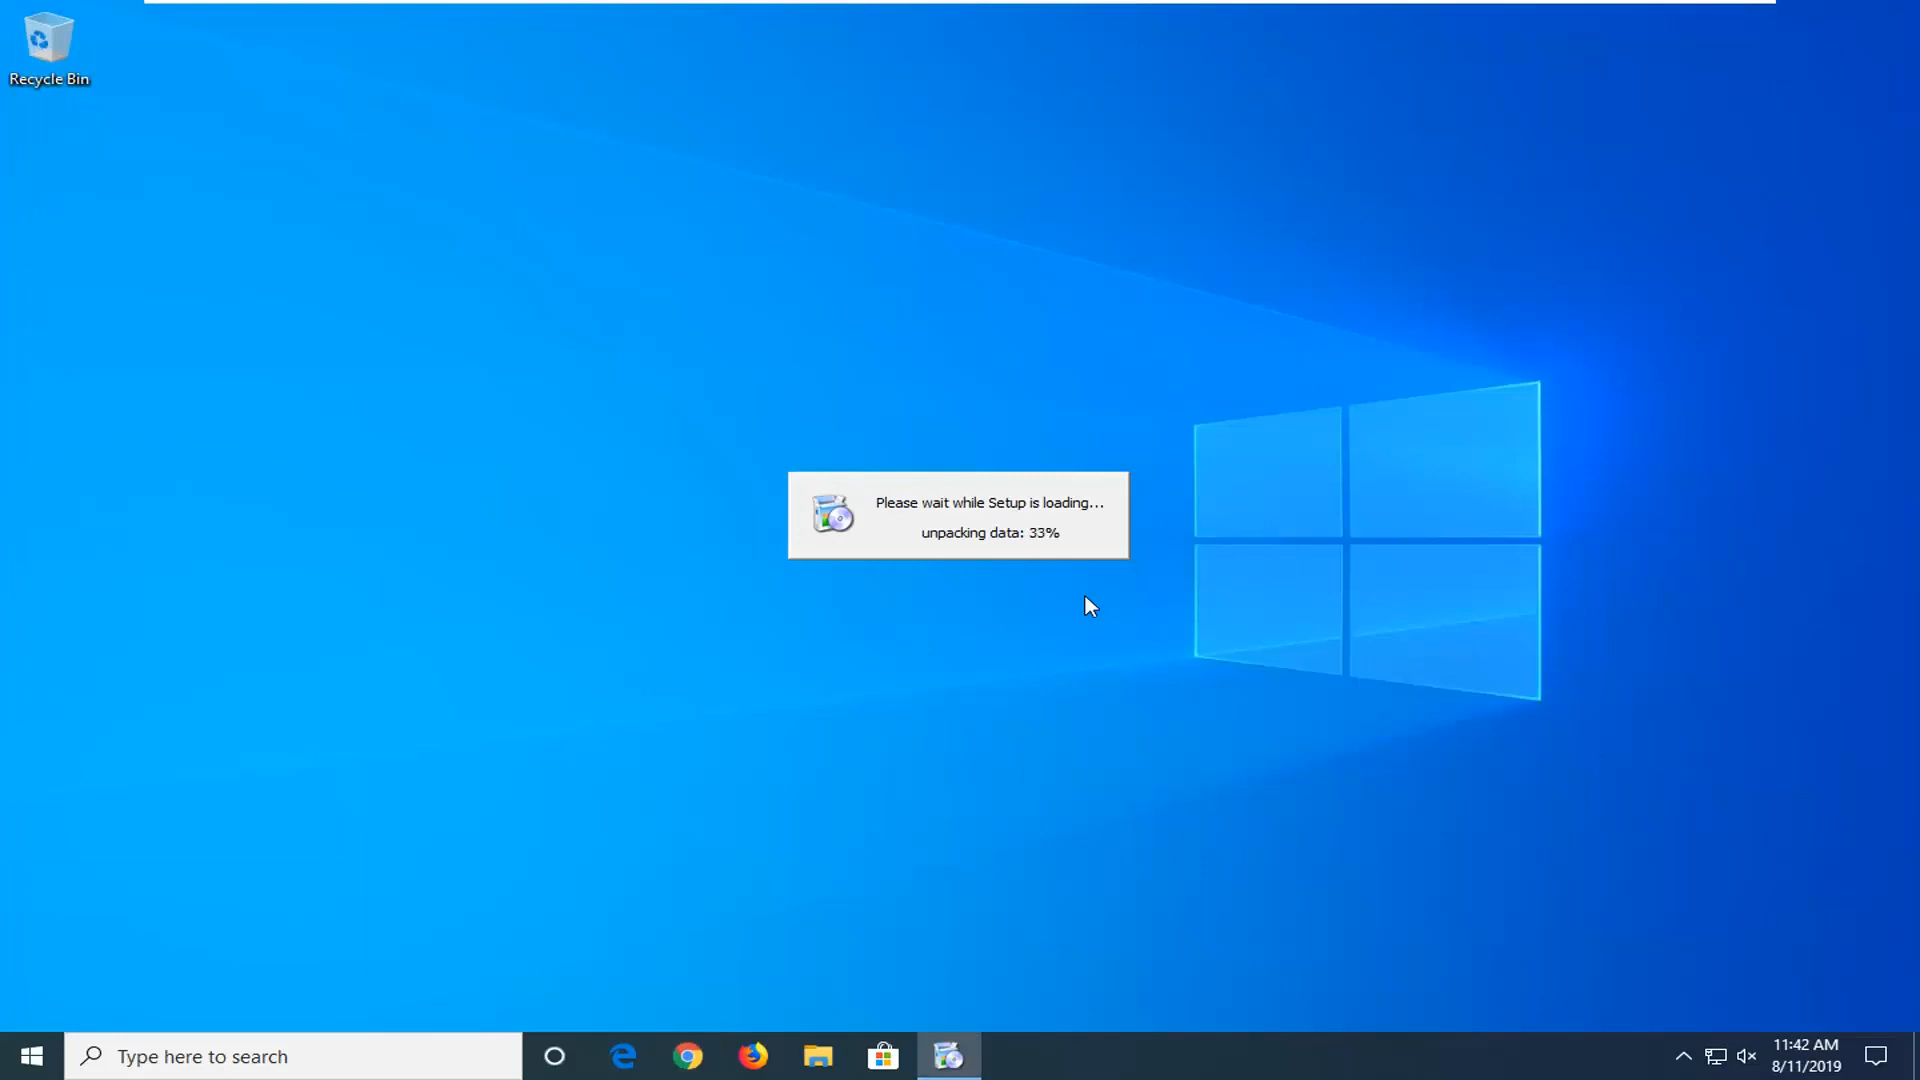 Recycle Bin
Please wait while Setup is loading...
unpacking data: 33%
Type here to search
11:42 AM
8/11/2019